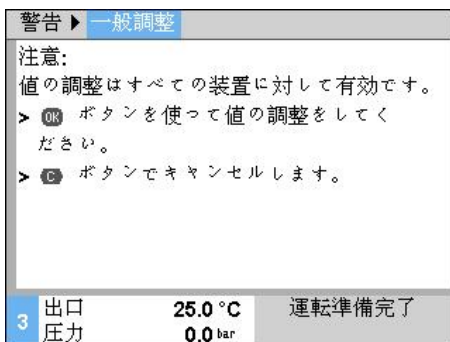 警告 ▶ 一般調整
注意:
値の調整はすべての装置に対して有効です。
> OK ボタンを使って値の調整をしてく
ださい。
> C ボタンでキャンセルします。
3 出口 25.0 °C 運転準備完了
圧力 0.0 bar